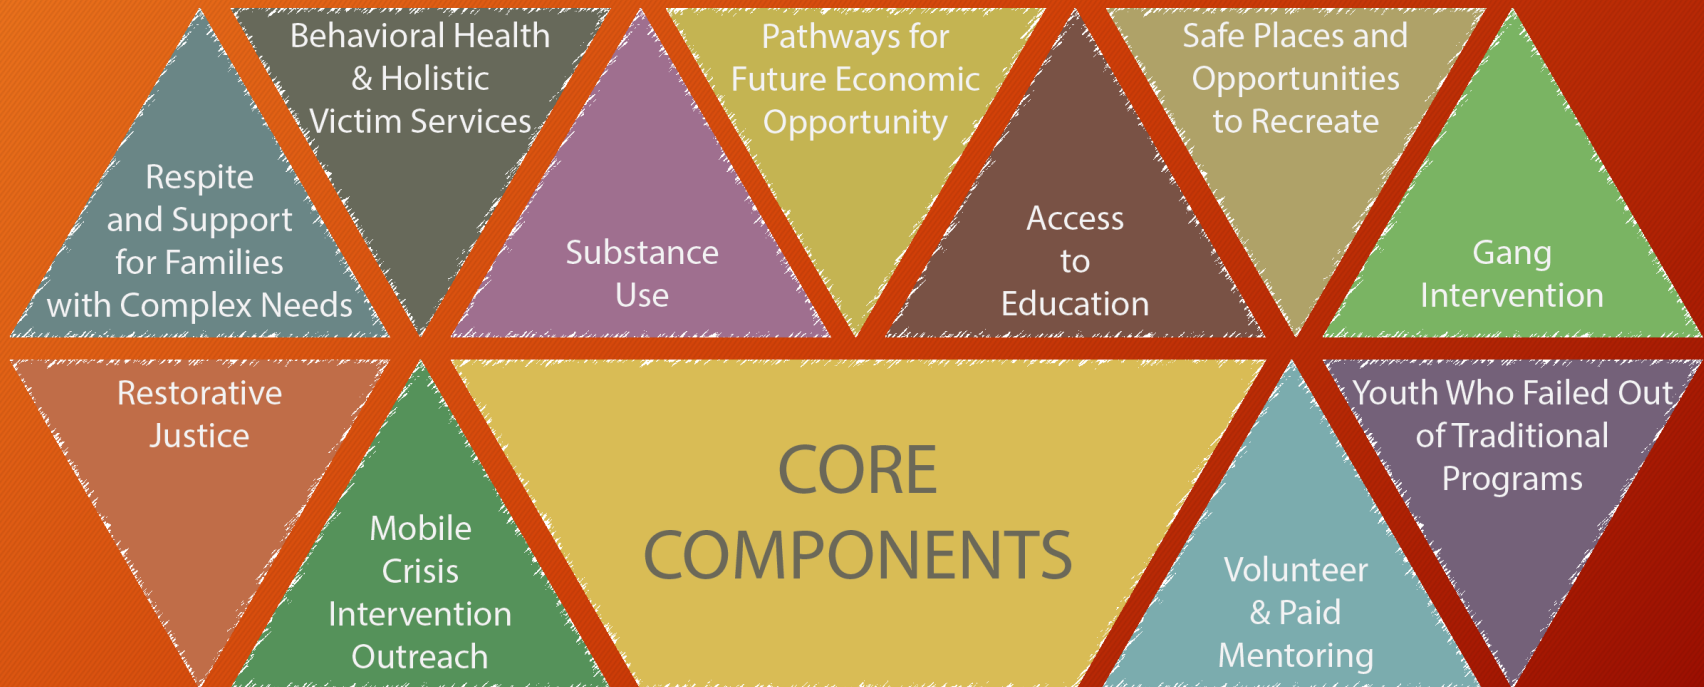 Respite
and Support
for Families
with Complex Needs
Behavioral Health
& Holistic
Victim Services
Substance
Use
Pathways for
Future Economic
Opportunity
Access
to
Education
Safe Places and
Opportunities
to Recreate
Gang
Intervention
Restorative
Justice
Mobile
Crisis
Intervention
Outreach
CORE
COMPONENTS
Volunteer
& Paid
Mentoring
Youth Who Failed Out
of Traditional
Programs